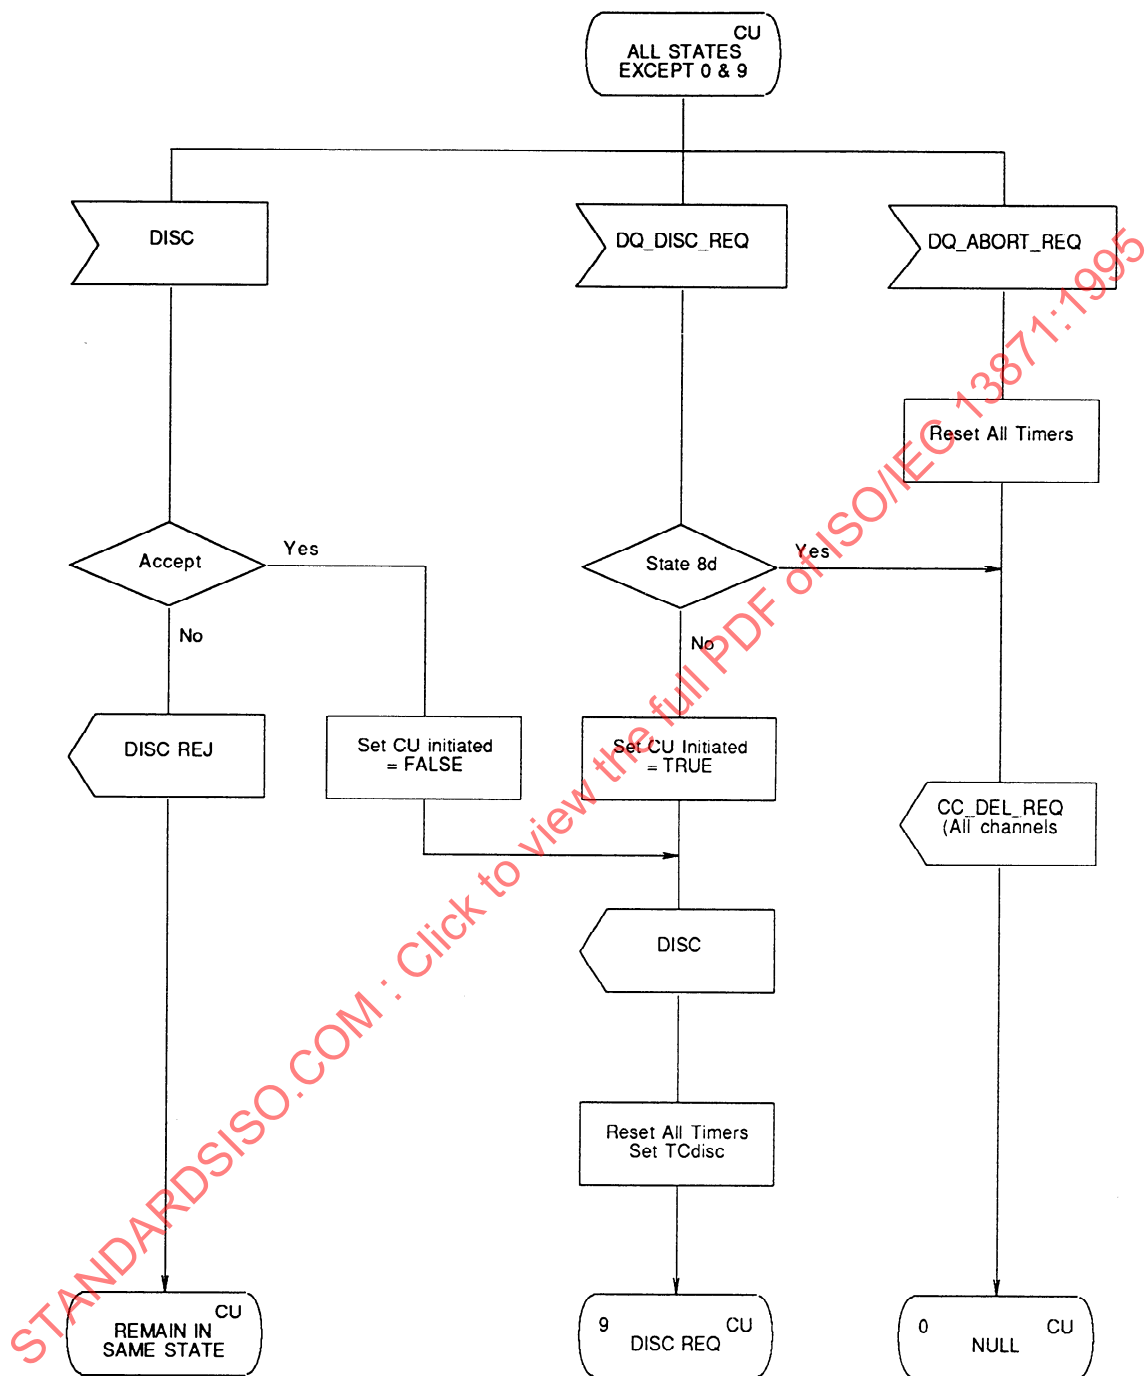 CU
ALL STATES
EXCEPT 0 & 9
DISC
DQ_DISC_REQ
DQ_ABORT_REQ
Reset All Timers
Accept
Yes
State 8d
Yes
No
No
DISC REJ
Set CU initiated
= FALSE
Set CU Initiated
= TRUE
CC_DEL_REQ
(All channels
DISC
Reset All Timers
Set TCdisc
CU
REMAIN IN
SAME STATE
9 CU
DISC REQ
0 CU
NULL
STANDARDSISO.COM : Click to view the full PDF of ISO/IEC 13871:1995